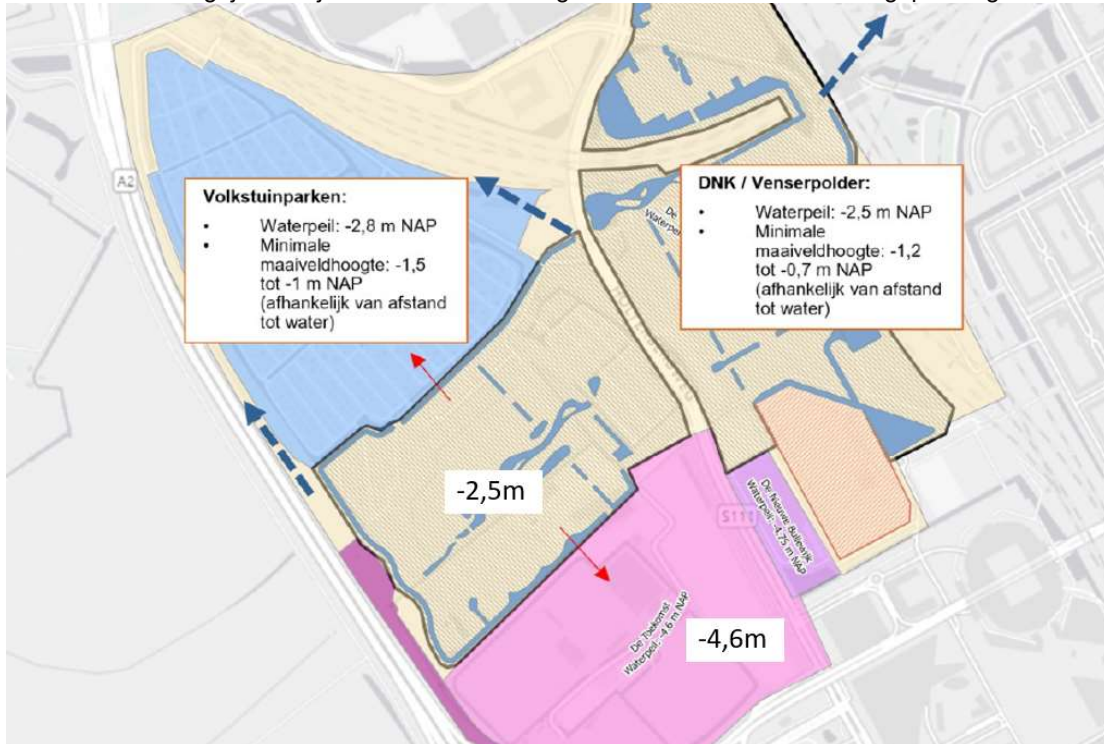 A2
Volkstuinparken:
• Waterpeil: -2,8 m NAP
• Minimale
maaiveldhoogte: -1,5
tot -1 m NAP
(afhankelijk van afstand
tot water)
DNK / Venserpolder:
• Waterpeil: -2,5 m NAP
• Minimale
maaiveldhoogte: -1,2
tot -0,7 m NAP
(afhankelijk van afstand
tot water)
De
Waterpei
-2,5m
S111
De Nieuwe Bullewijk
Waterpeil: -4,75 m NAP
De Toekomst
Waterpeil: -4,6 m NAP
-4,6m